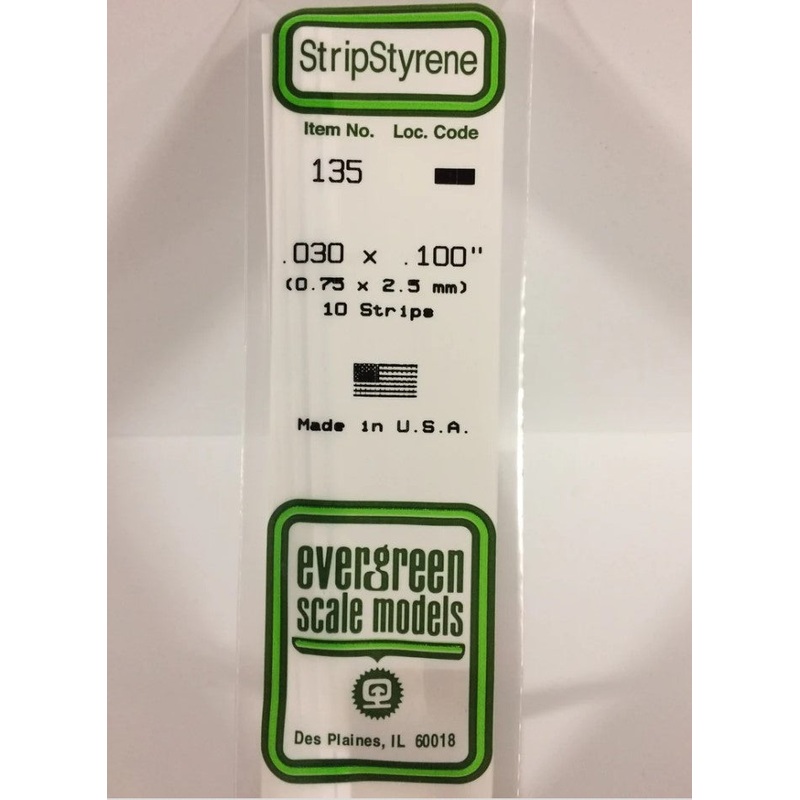 StripStyrene
Item No. Loc. Code
135
.030 x .100"
(0.75 x 2.5 mm)
10 Strips
Made in U.S.A.
evergreen
scale models
Des Plaines, IL 60018